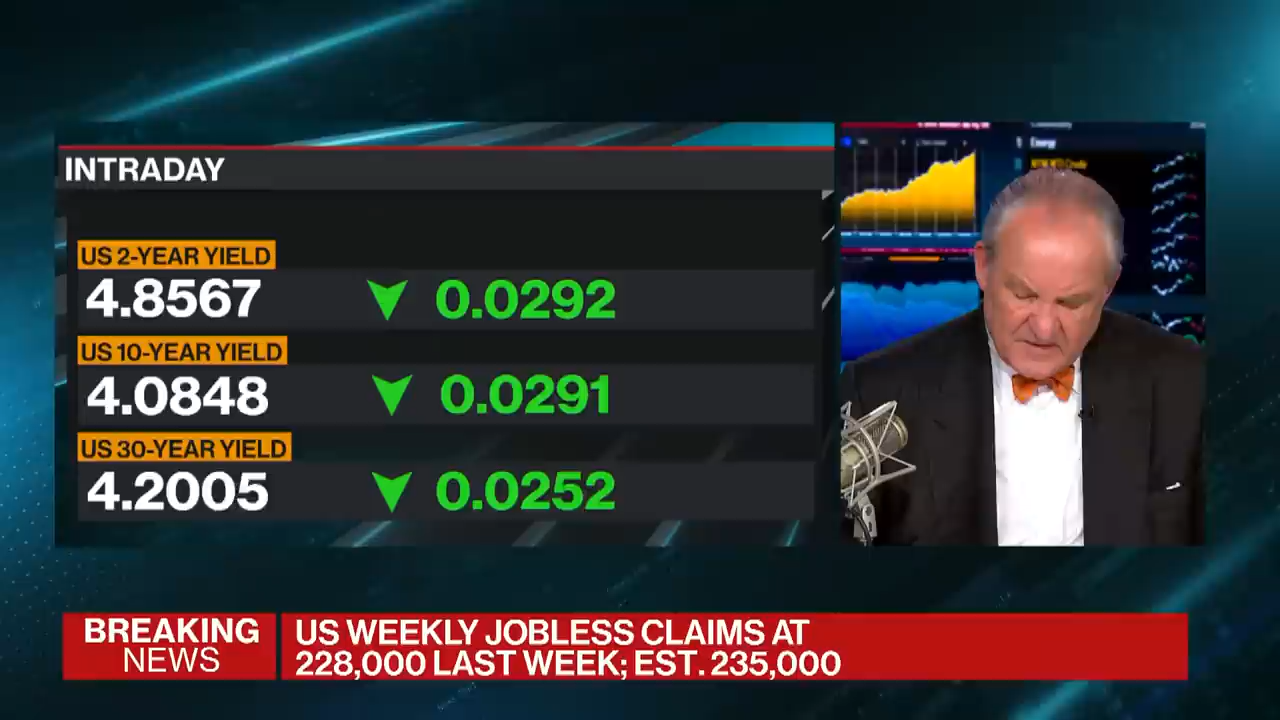 INTRADAY
US 2-YEAR YIELD
4.8567 0.0292
US 10-YEAR YIELD
4.0848 0.0291
US 30-YEAR YIELD
4.2005 0.0252
Energy
BREAKING
NEWS
US WEEKLY JOBLESS CLAIMS AT
228,000 LAST WEEK; EST. 235,000